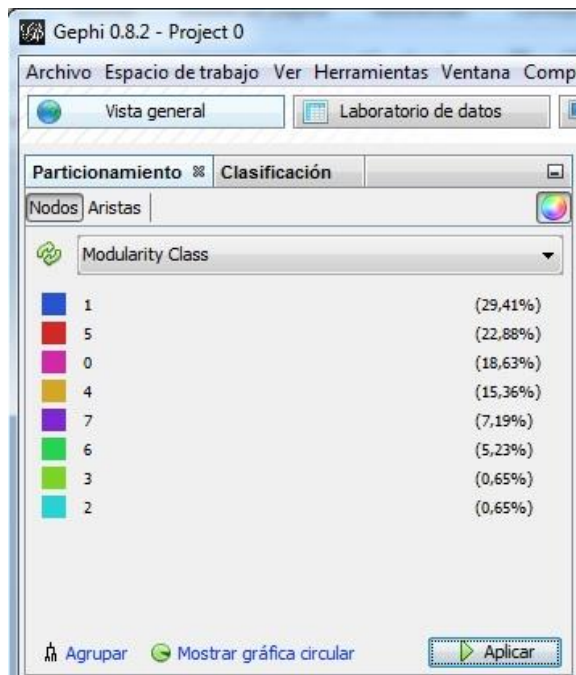 Gephi 0.8.2 - Project 0
Archivo Espacio de trabajo Ver Herramientas Ventana Comp
Vista general Laboratorio de datos
Particionamiento Clasificación
Nodos Aristas
Modularity Class
1 (29,41%)
5 (22,88%)
0 (18,63%)
4 (15,36%)
7 (7,19%)
6 (5,23%)
3 (0,65%)
2 (0,65%)
Agrupar Mostrar gráfica circular Aplicar